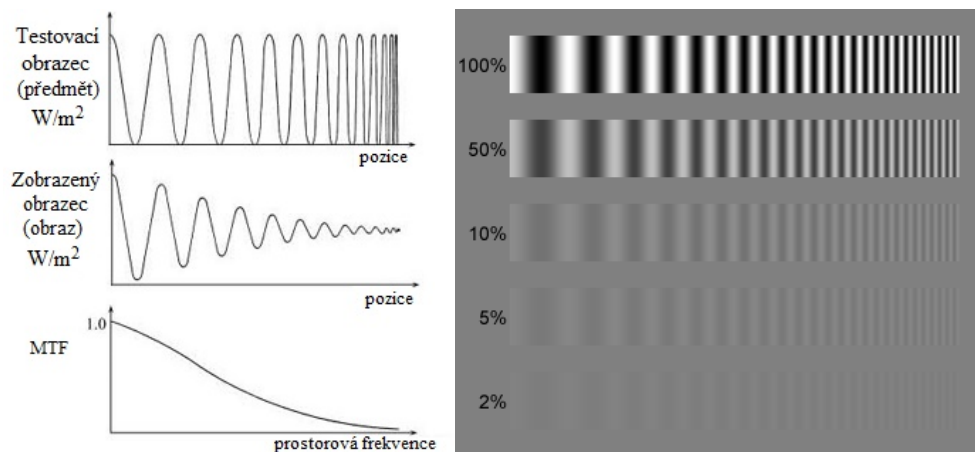 Testovací
obrazec
(předmět)
W/m²
pozice
Zobrazený
obrazec
(obraz)
W/m²
pozice
1.0
MTF
prostorová frekvence
100%
50%
10%
5%
2%